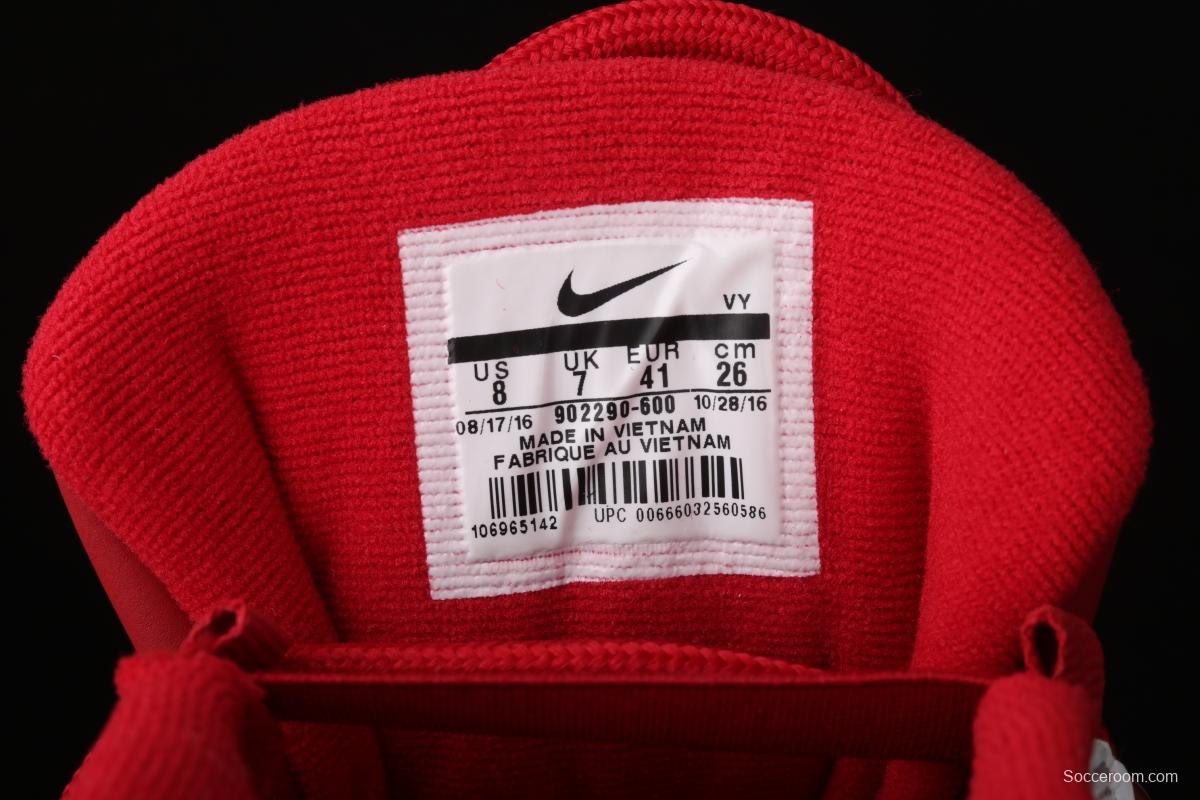 VY
US UK EUR cm
8 7 41 26
08/17/16 902290-600 10/28/16
MADE IN VIETNAM
FABRIQUE AU VIETNAM
106965142 UPC 00666032560586
Socceroom.com